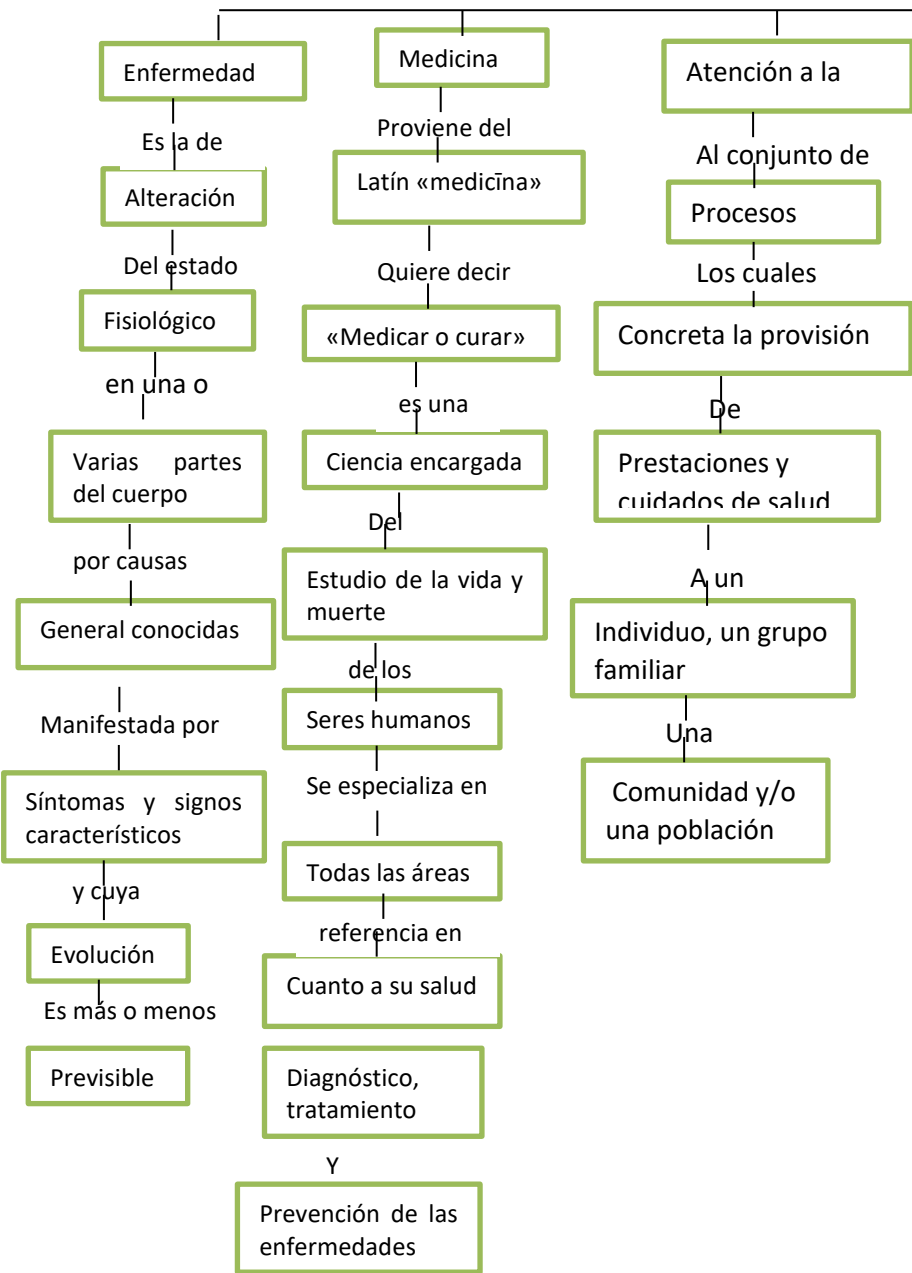 Enfermedad
Es la de
Alteración
Del estado
Fisiológico
en una o
Varias partes
del cuerpo
por causas
General conocidas
Manifestada por
Síntomas y signos
característicos
y cuya
Evolución
Es más o menos
Previsible
Medicina
Proviene del
Latín «medicīna»
Quiere decir
«Medicar o curar»
es una
Ciencia encargada
Del
Estudio de la vida y
muerte
de los
Seres humanos
Se especializa en
Todas las áreas
referencia en
Cuanto a su salud
Diagnóstico,
tratamiento
Y
Prevención de las
enfermedades
Atención a la
Al conjunto de
Procesos
Los cuales
Concreta la provisión
De
Prestaciones y
cuidados de salud
A un
Individuo, un grupo
familiar
Una
Comunidad y/o
una población